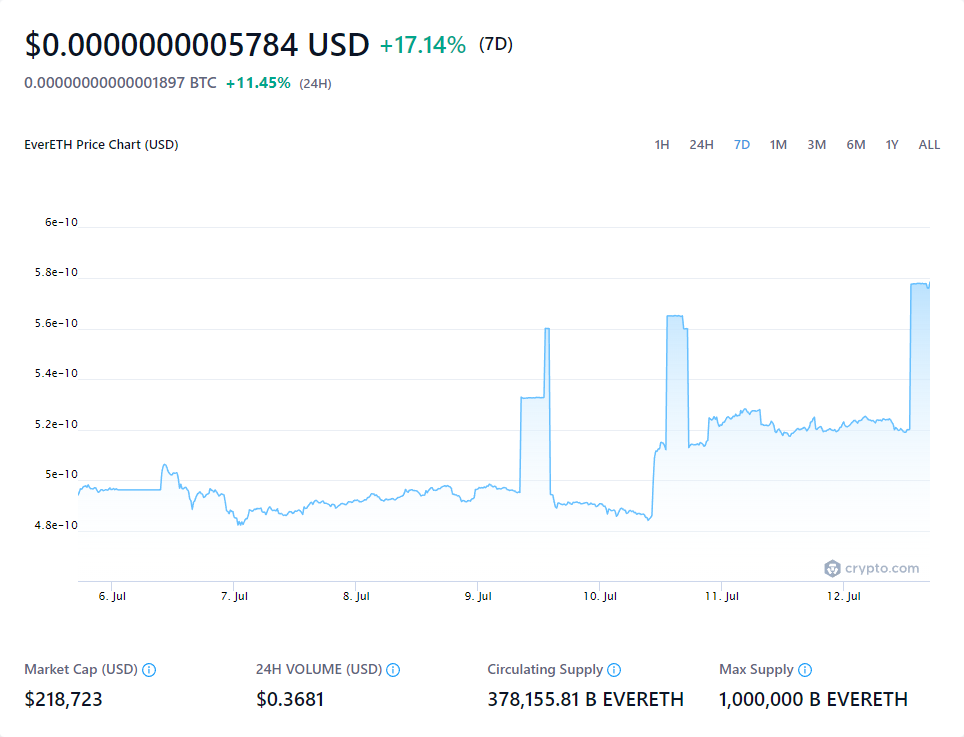 $0.0000000005784 USD +17.14% (7D)
0.00000000000001897 BTC +11.45% (24H)
EverETH Price Chart (USD)
1H 24H 7D 1M 3M 6M 1Y ALL
6e-10
5.8e-10
5.6e-10
5.4e-10
5.2e-10
5e-10
4.8e-10
crypto.com
6. Jul 7. Jul 8. Jul 9. Jul 10. Jul 11. Jul 12. Jul
Market Cap (USD) 24H VOLUME (USD) Circulating Supply Max Supply
$218,723 $0.3681 378,155.81 B EVERETH 1,000,000 B EVERETH